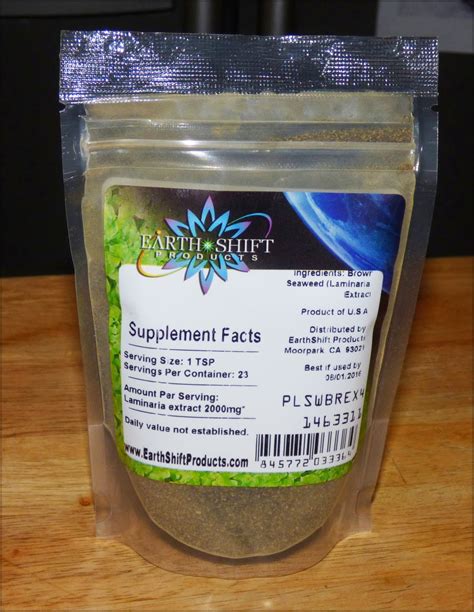 EARTH SHIFT
PRODUCTS
Supplement Facts
Serving Size: 1 TSP
Servings Per Container: 23
Amount Per Serving:
Laminaria extract 2000mg*
Daily value not established.
www.EarthShiftProducts.com
Ingredients: Brown
Seaweed (Laminaria
Extract
Product of U.S.A
Distributed by
EarthShift Products
Moorpark CA 93021
Best if used by
PLSWBREX4
1463311
845772 03336